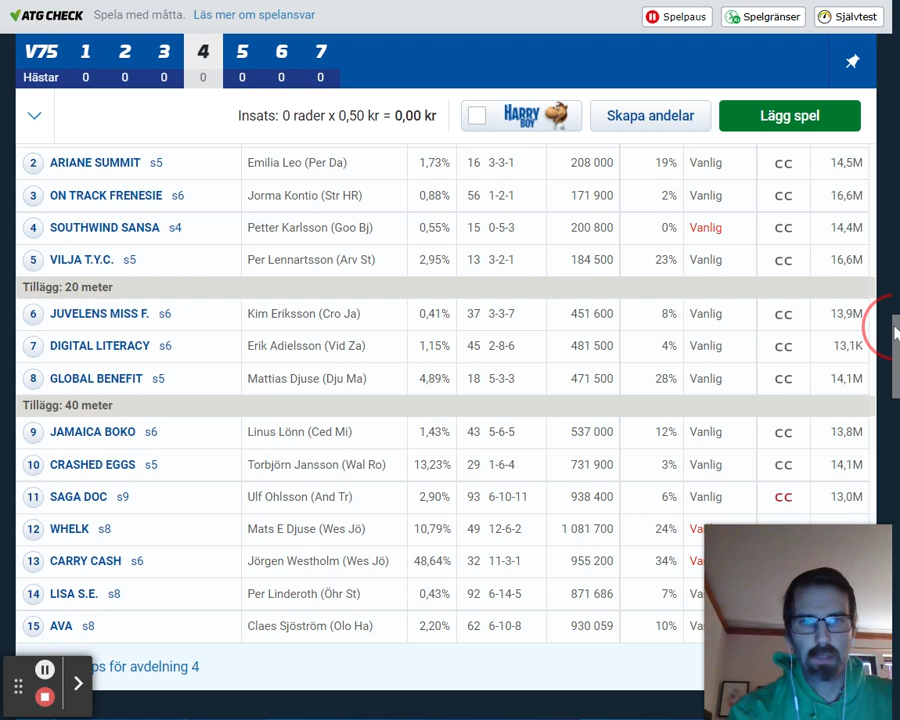 ATG CHECK Spela med måtta. Läs mer om spelansvar Spelpaus Spelgränser Självtest
V75 1 2 3 4 5 6 7
Hästar 0 0 0 0 0 0 0
Insats: 0 rader x 0,50 kr = 0,00 kr HARRY BOY Skapa andelar Lägg spel
2 ARIANE SUMMIT s5 Emilia Leo (Per Da) 1,73% 16 3-3-1 208 000 19% Vanlig CC 14,5M
3 ON TRACK FRENESIE s6 Jorma Kontio (Str HR) 0,88% 56 1-2-1 171 900 2% Vanlig CC 16,6M
4 SOUTHWIND SANSA s4 Petter Karlsson (Goo Bj) 0,55% 15 0-5-3 200 800 0% Vanlig CC 14,4M
5 VILJA T.Y.C. s5 Per Lennartsson (Arv St) 2,95% 13 3-2-1 184 500 23% Vanlig CC 16,6M
Tillägg: 20 meter
6 JUVELENS MISS F. s6 Kim Eriksson (Cro Ja) 0,41% 37 3-3-7 451 600 8% Vanlig CC 13,9M
7 DIGITAL LITERACY s6 Erik Adielsson (Vid Za) 1,15% 45 2-8-6 481 500 4% Vanlig CC 13,1K
8 GLOBAL BENEFIT s5 Mattias Djuse (Dju Ma) 4,89% 18 5-3-3 471 500 28% Vanlig CC 14,1M
Tillägg: 40 meter
9 JAMAICA BOKO s6 Linus Lönn (Ced Mi) 1,43% 43 5-6-5 537 000 12% Vanlig CC 13,8M
10 CRASHED EGGS s5 Torbjörn Jansson (Wal Ro) 13,23% 29 1-6-4 731 900 3% Vanlig CC 14,1M
11 SAGA DOC s9 Ulf Ohlsson (And Tr) 2,90% 93 6-10-11 938 400 6% Vanlig CC 13,0M
12 WHELK s8 Mats E Djuse (Wes Jö) 10,79% 49 12-6-2 1 081 700 24% Va
13 CARRY CASH s6 Jörgen Westholm (Wes Jö) 48,64% 32 11-3-1 955 200 34% Va
14 LISA S.E. s8 Per Linderoth (Öhr St) 0,43% 92 6-14-5 871 686 7% Va
15 AVA s8 Claes Sjöström (Olo Ha) 2,20% 62 6-10-8 930 059 10% Va
ps för avdelning 4